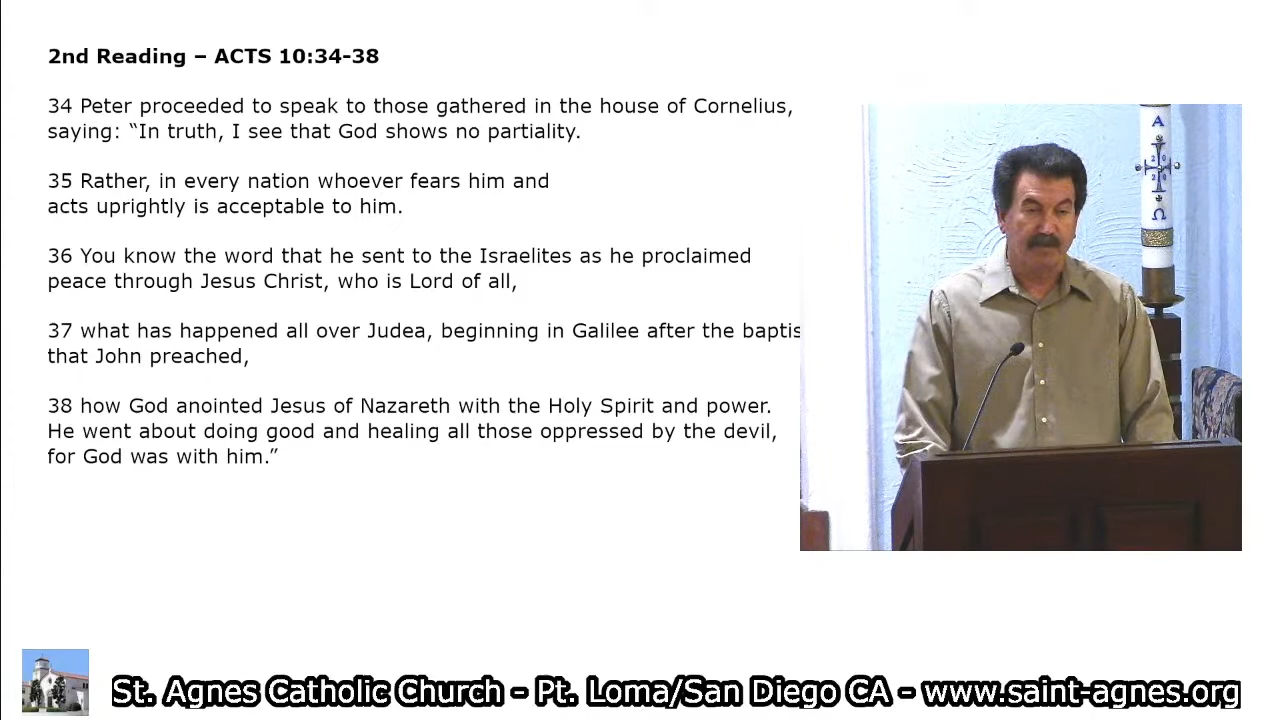 2nd Reading – ACTS 10:34-38
34 Peter proceeded to speak to those gathered in the house of Cornelius,
saying: “In truth, I see that God shows no partiality.
35 Rather, in every nation whoever fears him and
acts uprightly is acceptable to him.
36 You know the word that he sent to the Israelites as he proclaimed
peace through Jesus Christ, who is Lord of all,
37 what has happened all over Judea, beginning in Galilee after the baptis
that John preached,
38 how God anointed Jesus of Nazareth with the Holy Spirit and power.
He went about doing good and healing all those oppressed by the devil,
for God was with him.”
Α
2 0
2 0
Ω
St. Agnes Catholic Church - Pt. Loma/San Diego CA - www.saint-agnes.org